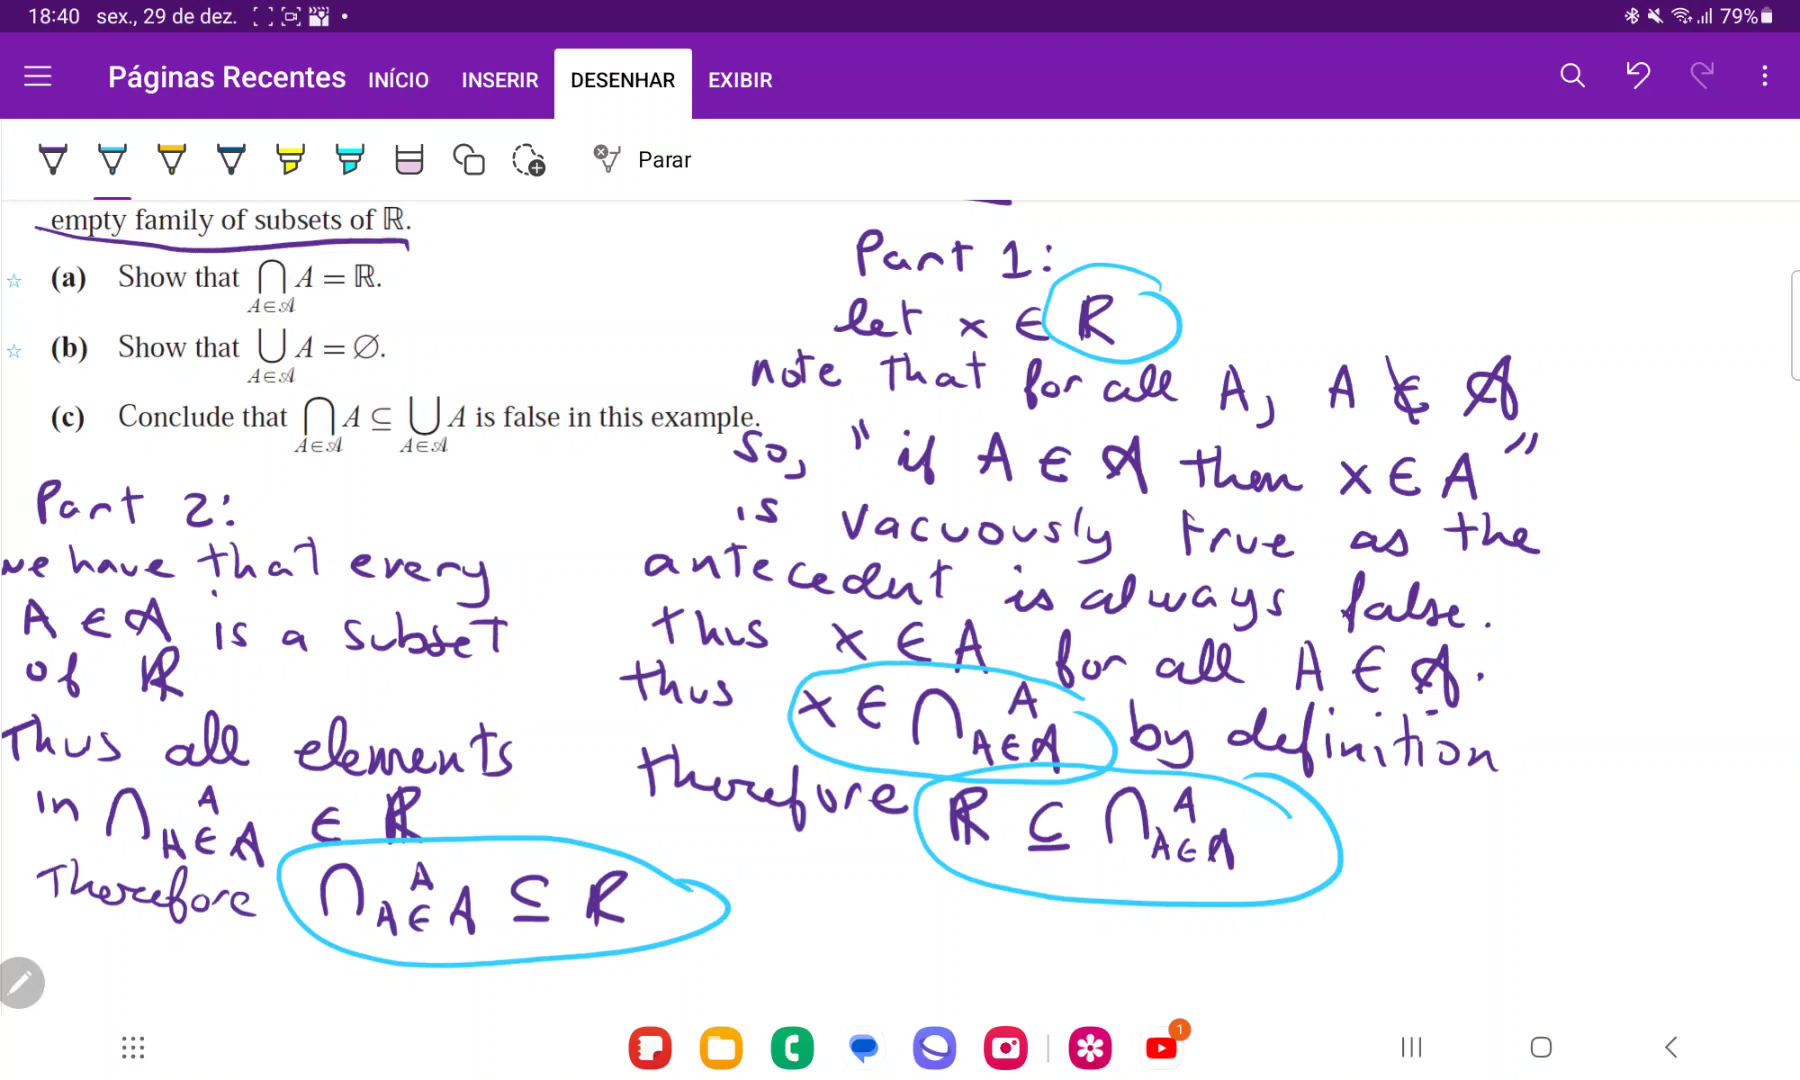 18:40 sex., 29 de dez.
79%
Páginas Recentes INÍCIO INSERIR DESENHAR EXIBIR
Parar
empty family of subsets of ℝ.
(a) Show that ⋂ A = ℝ.
A∈𝒜
(b) Show that ⋃ A = ∅.
A∈𝒜
(c) Conclude that ⋂ A ⊆ ⋃ A is false in this example.
A∈𝒜 A∈𝒜
Part 1:
let x ∈ ℝ
note that for all A, A ∉ 𝒜
so, "if A ∈ 𝒜 then x ∈ A"
is vacuously true as the
antecedut is always false.
thus x ∈ A for all A ∈ 𝒜.
thus x ∈ ⋂ A by definition
A∈𝒜
therefore ℝ ⊆ ⋂ A
A∈𝒜
Part 2:
we have that every
A ∈ 𝒜 is a subset
of ℝ
Thus all elements
in ⋂ A ∈ ℝ
A∈𝒜
Therefore ⋂ A ⊆ ℝ
A∈𝒜
1